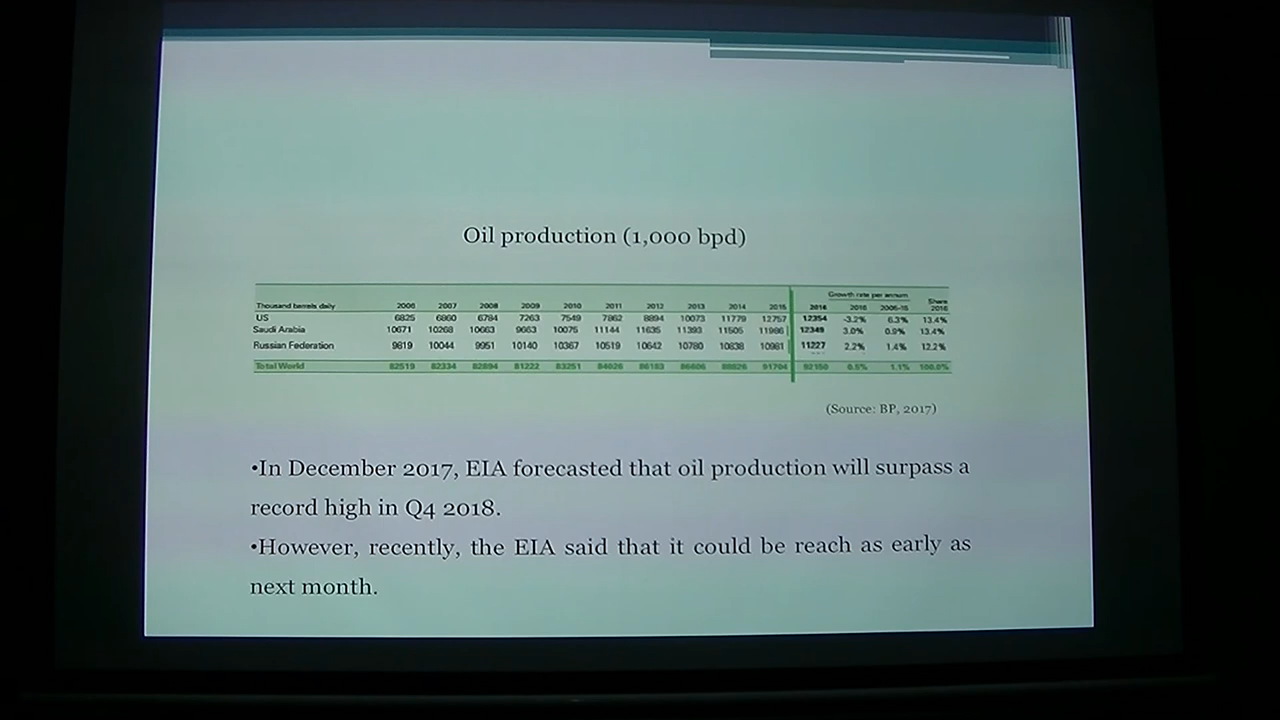 Oil production (1,000 bpd)
Growth rate per annum Share
Thousand barrels daily 2006 2007 2008 2009 2010 2011 2012 2013 2014 2015 2016 2016 2005-15 2016
US 6825 6860 6784 7263 7549 7862 8894 10073 11779 12757 12354 -3.2% 6.3% 13.4%
Saudi Arabia 10671 10268 10663 9663 10075 11144 11635 11393 11505 11986 12349 3.0% 0.9% 13.4%
Russian Federation 9819 10044 9951 10140 10367 10519 10642 10780 10838 10981 11227 2.2% 1.4% 12.2%
Total World 82519 82334 82894 81222 83251 84026 86183 86606 88826 91704 92150 0.5% 1.1% 100.0%
(Source: BP, 2017)
•In December 2017, EIA forecasted that oil production will surpass a
record high in Q4 2018.
•However, recently, the EIA said that it could be reach as early as
next month.